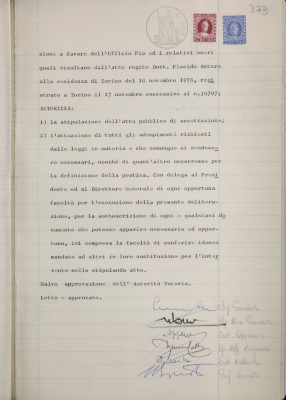 373
zione a favore dell'Ufficio Pio ed i relativi oneri
quali risultano dall'atto rogito Dott. Placido Astore
alla residenza di Torino del 30 novembre 1978, regi
strato a Torino il 17 novembre successivo al n.16797;
AUTORIZZA:
1) la stipulazione dell'atto pubblico di accettazione;
2) l'attuazione di tutti gli adempimenti richiesti
dalle leggi in materia o che comunque si rendesse
ro necessari, nonché di quant'altro occorresse per
la definizione della pratica. Con delega al Presi
dente ed al Direttore Generale di ogni opportuna
facoltà per l'esecuzione della presente delibera-
zione, per la sottoscrizione di ogni e qualsiasi do
cumento che potesse apparire necessario od oppor-
tuno, ivi compresa la facoltà di conferire idoneo
mandato ad altri in loro sostituzione per l'inter
vento nello stipulando atto.
Salvo approvazione dell' Autorità Tutoria.
Letto e approvato.